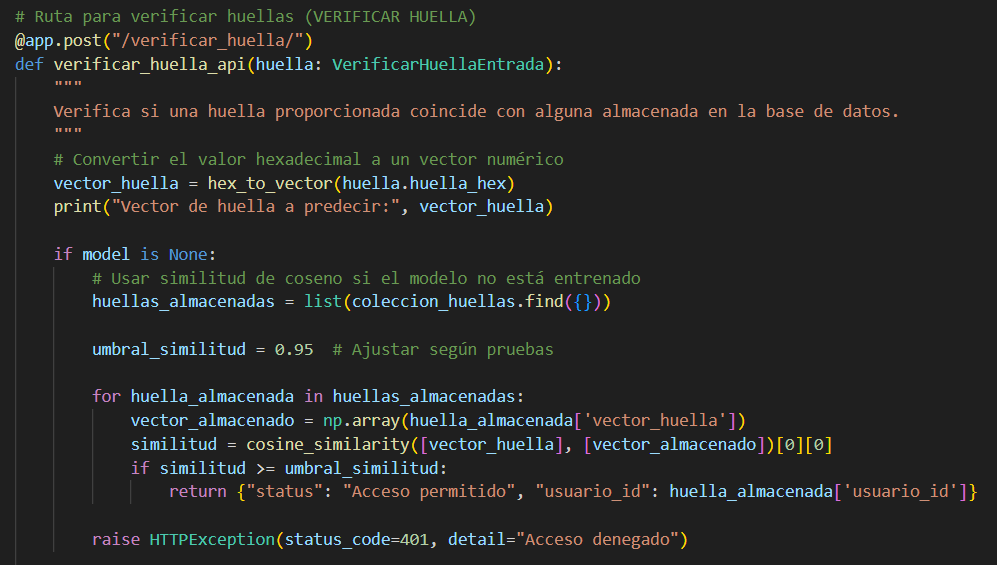 # Ruta para verificar huellas (VERIFICAR HUELLA)
@app.post("/verificar_huella/")
def verificar_huella_api(huella: VerificarHuellaEntrada):
    """
    Verifica si una huella proporcionada coincide con alguna almacenada en la base de datos.
    """
    # Convertir el valor hexadecimal a un vector numérico
    vector_huella = hex_to_vector(huella.huella_hex)
    print("Vector de huella a predecir:", vector_huella)

    if model is None:
        # Usar similitud de coseno si el modelo no está entrenado
        huellas_almacenadas = list(coleccion_huellas.find({}))

        umbral_similitud = 0.95  # Ajustar según pruebas

        for huella_almacenada in huellas_almacenadas:
            vector_almacenado = np.array(huella_almacenada['vector_huella'])
            similitud = cosine_similarity([vector_huella], [vector_almacenado])[0][0]
            if similitud >= umbral_similitud:
                return {"status": "Acceso permitido", "usuario_id": huella_almacenada['usuario_id']}

        raise HTTPException(status_code=401, detail="Acceso denegado")